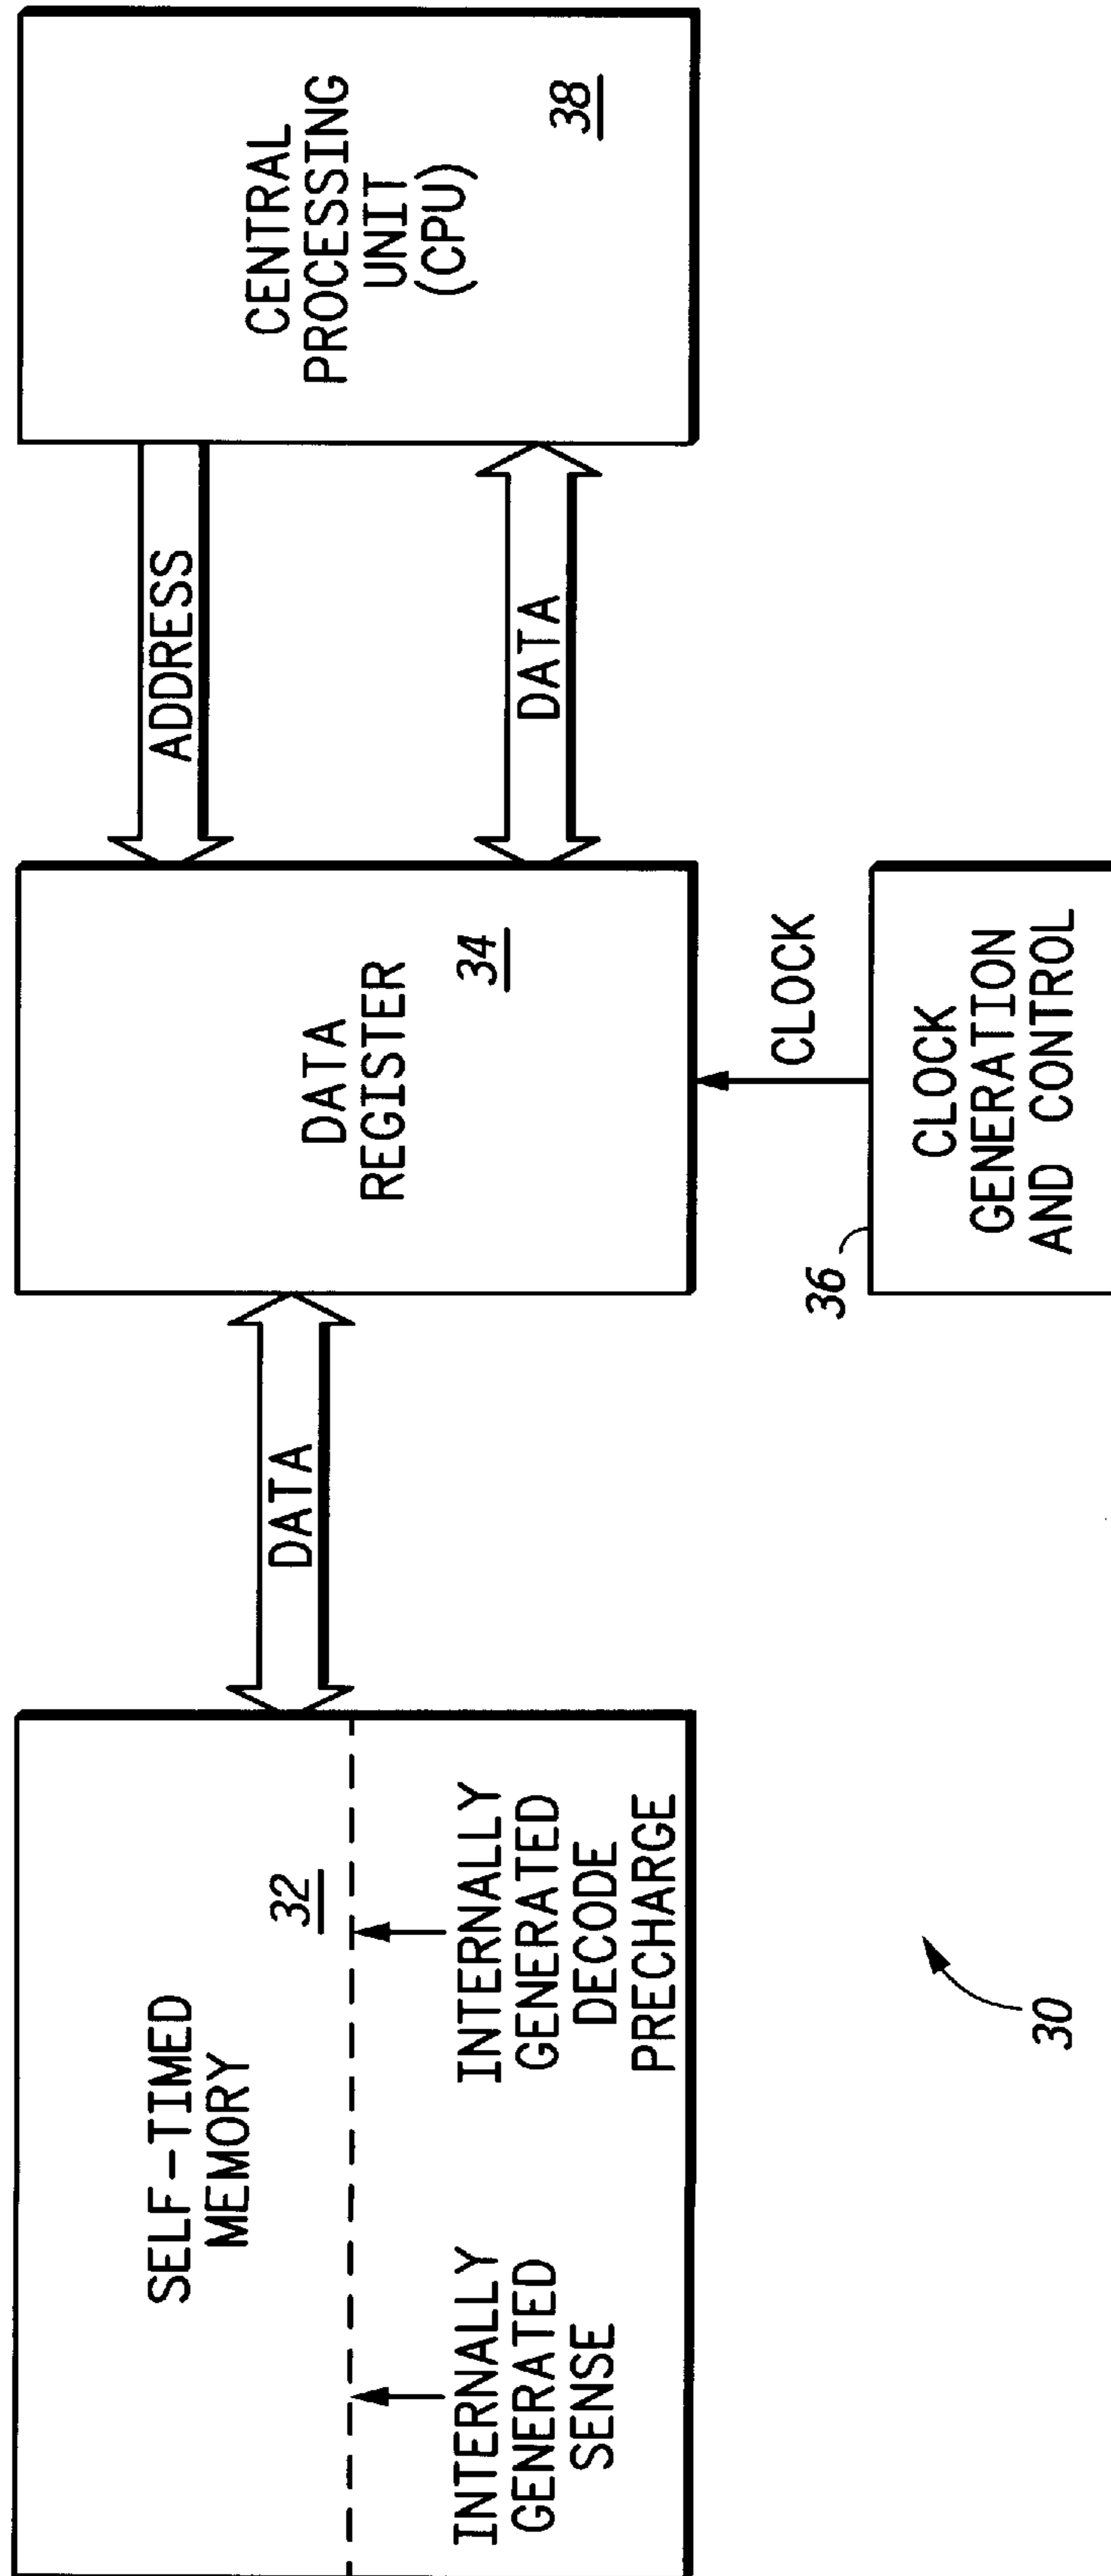 SELF-TIMED
MEMORY
32
INTERNALLY
GENERATED
SENSE
INTERNALLY
GENERATED
DECODE
PRECHARGE
DATA
DATA
REGISTER
34
ADDRESS
DATA
CENTRAL
PROCESSING
UNIT
(CPU)
38
CLOCK
36
CLOCK
GENERATION
AND CONTROL
30